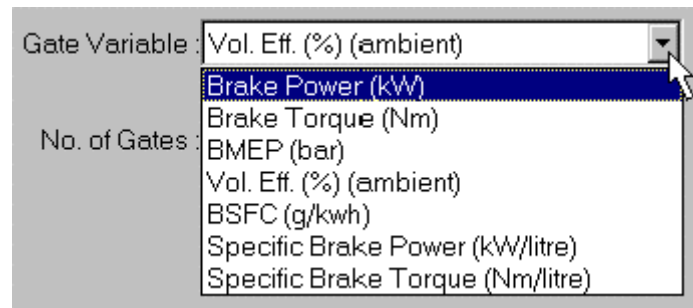 Gate Variable : Vol. Eff. (%) (ambient)
Brake Power (kW)
Brake Torque (Nm)
No. of Gates :
BMEP (bar)
Vol. Eff. (%) (ambient)
BSFC (g/kwh)
Specific Brake Power (kW/litre)
Specific Brake Torque (Nm/litre)